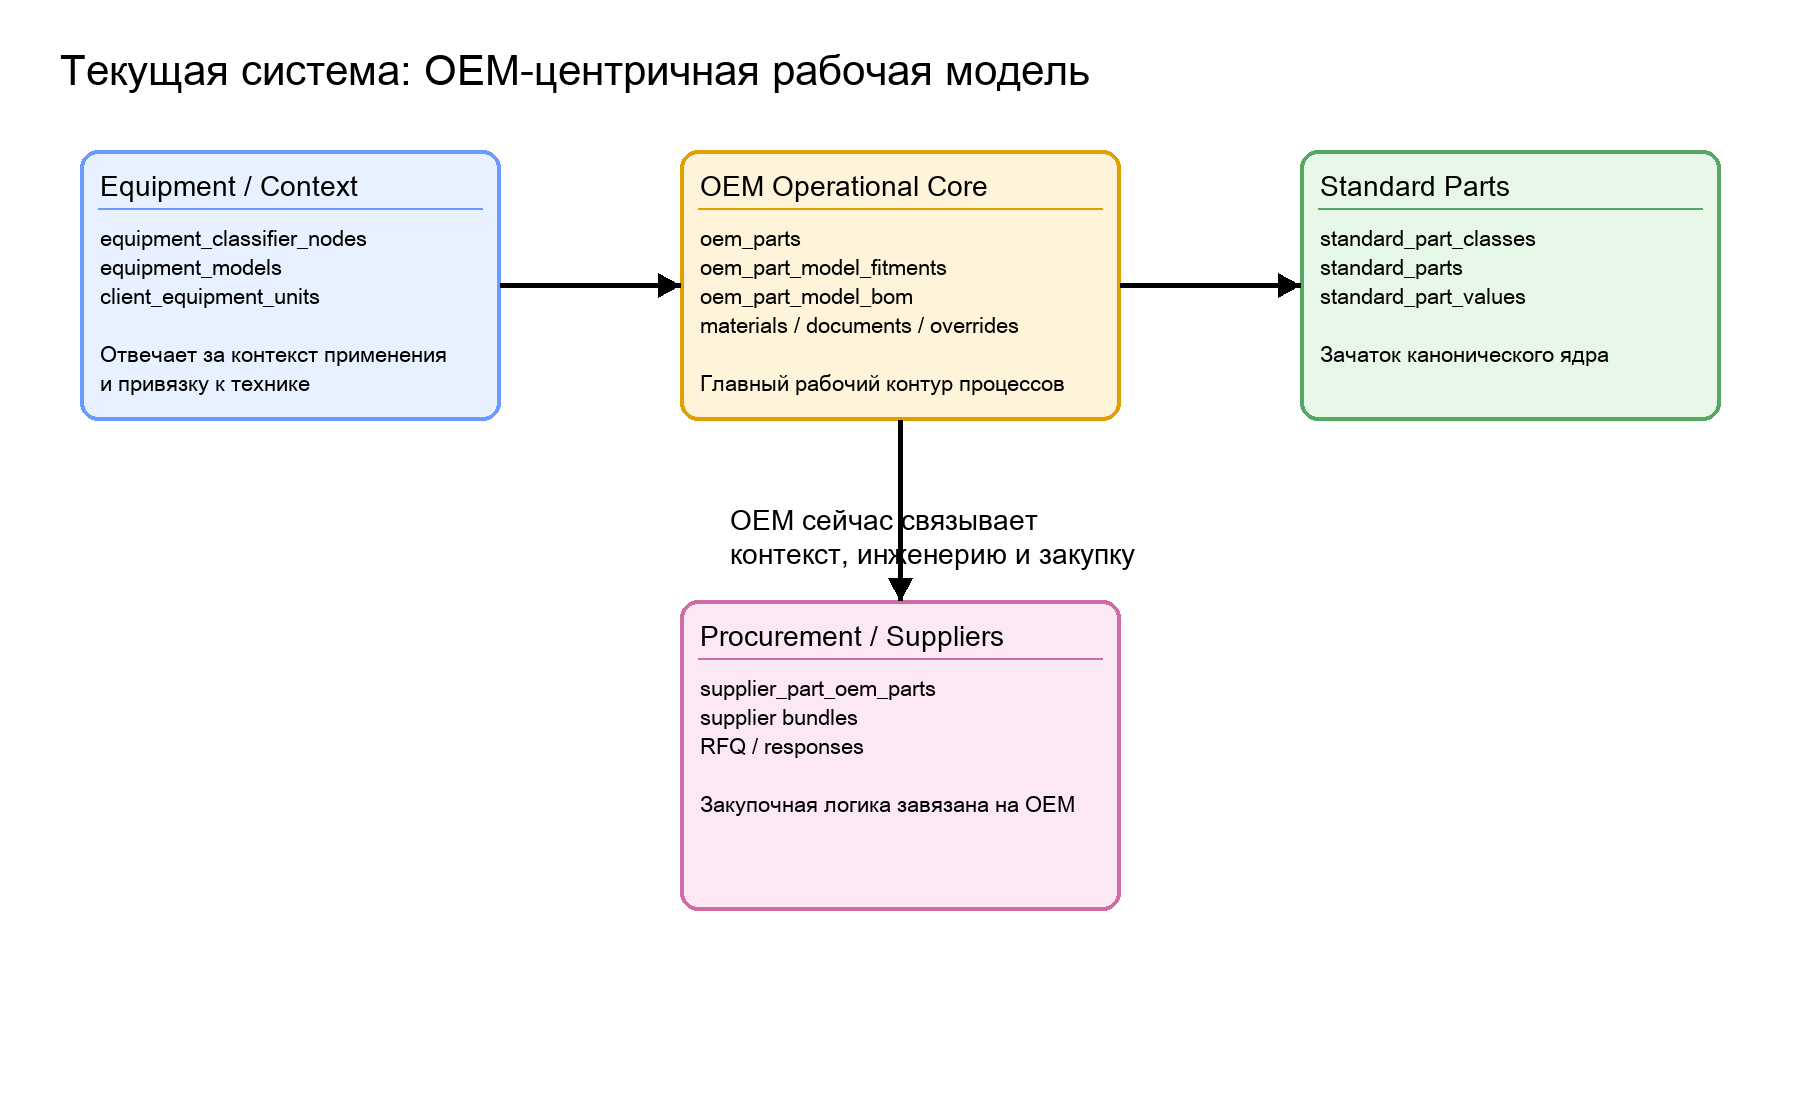 Текущая система: OEM-центричная рабочая модель
Equipment / Context
equipment_classifier_nodes
equipment_models
client_equipment_units
Отвечает за контекст применения
и привязку к технике
OEM Operational Core
oem_parts
oem_part_model_fitments
oem_part_model_bom
materials / documents / overrides
Главный рабочий контур процессов
Standard Parts
standard_part_classes
standard_parts
standard_part_values
Зачаток канонического ядра
OEM сейчас связывает
контекст, инженерию и закупку
Procurement / Suppliers
supplier_part_oem_parts
supplier bundles
RFQ / responses
Закупочная логика завязана на OEM